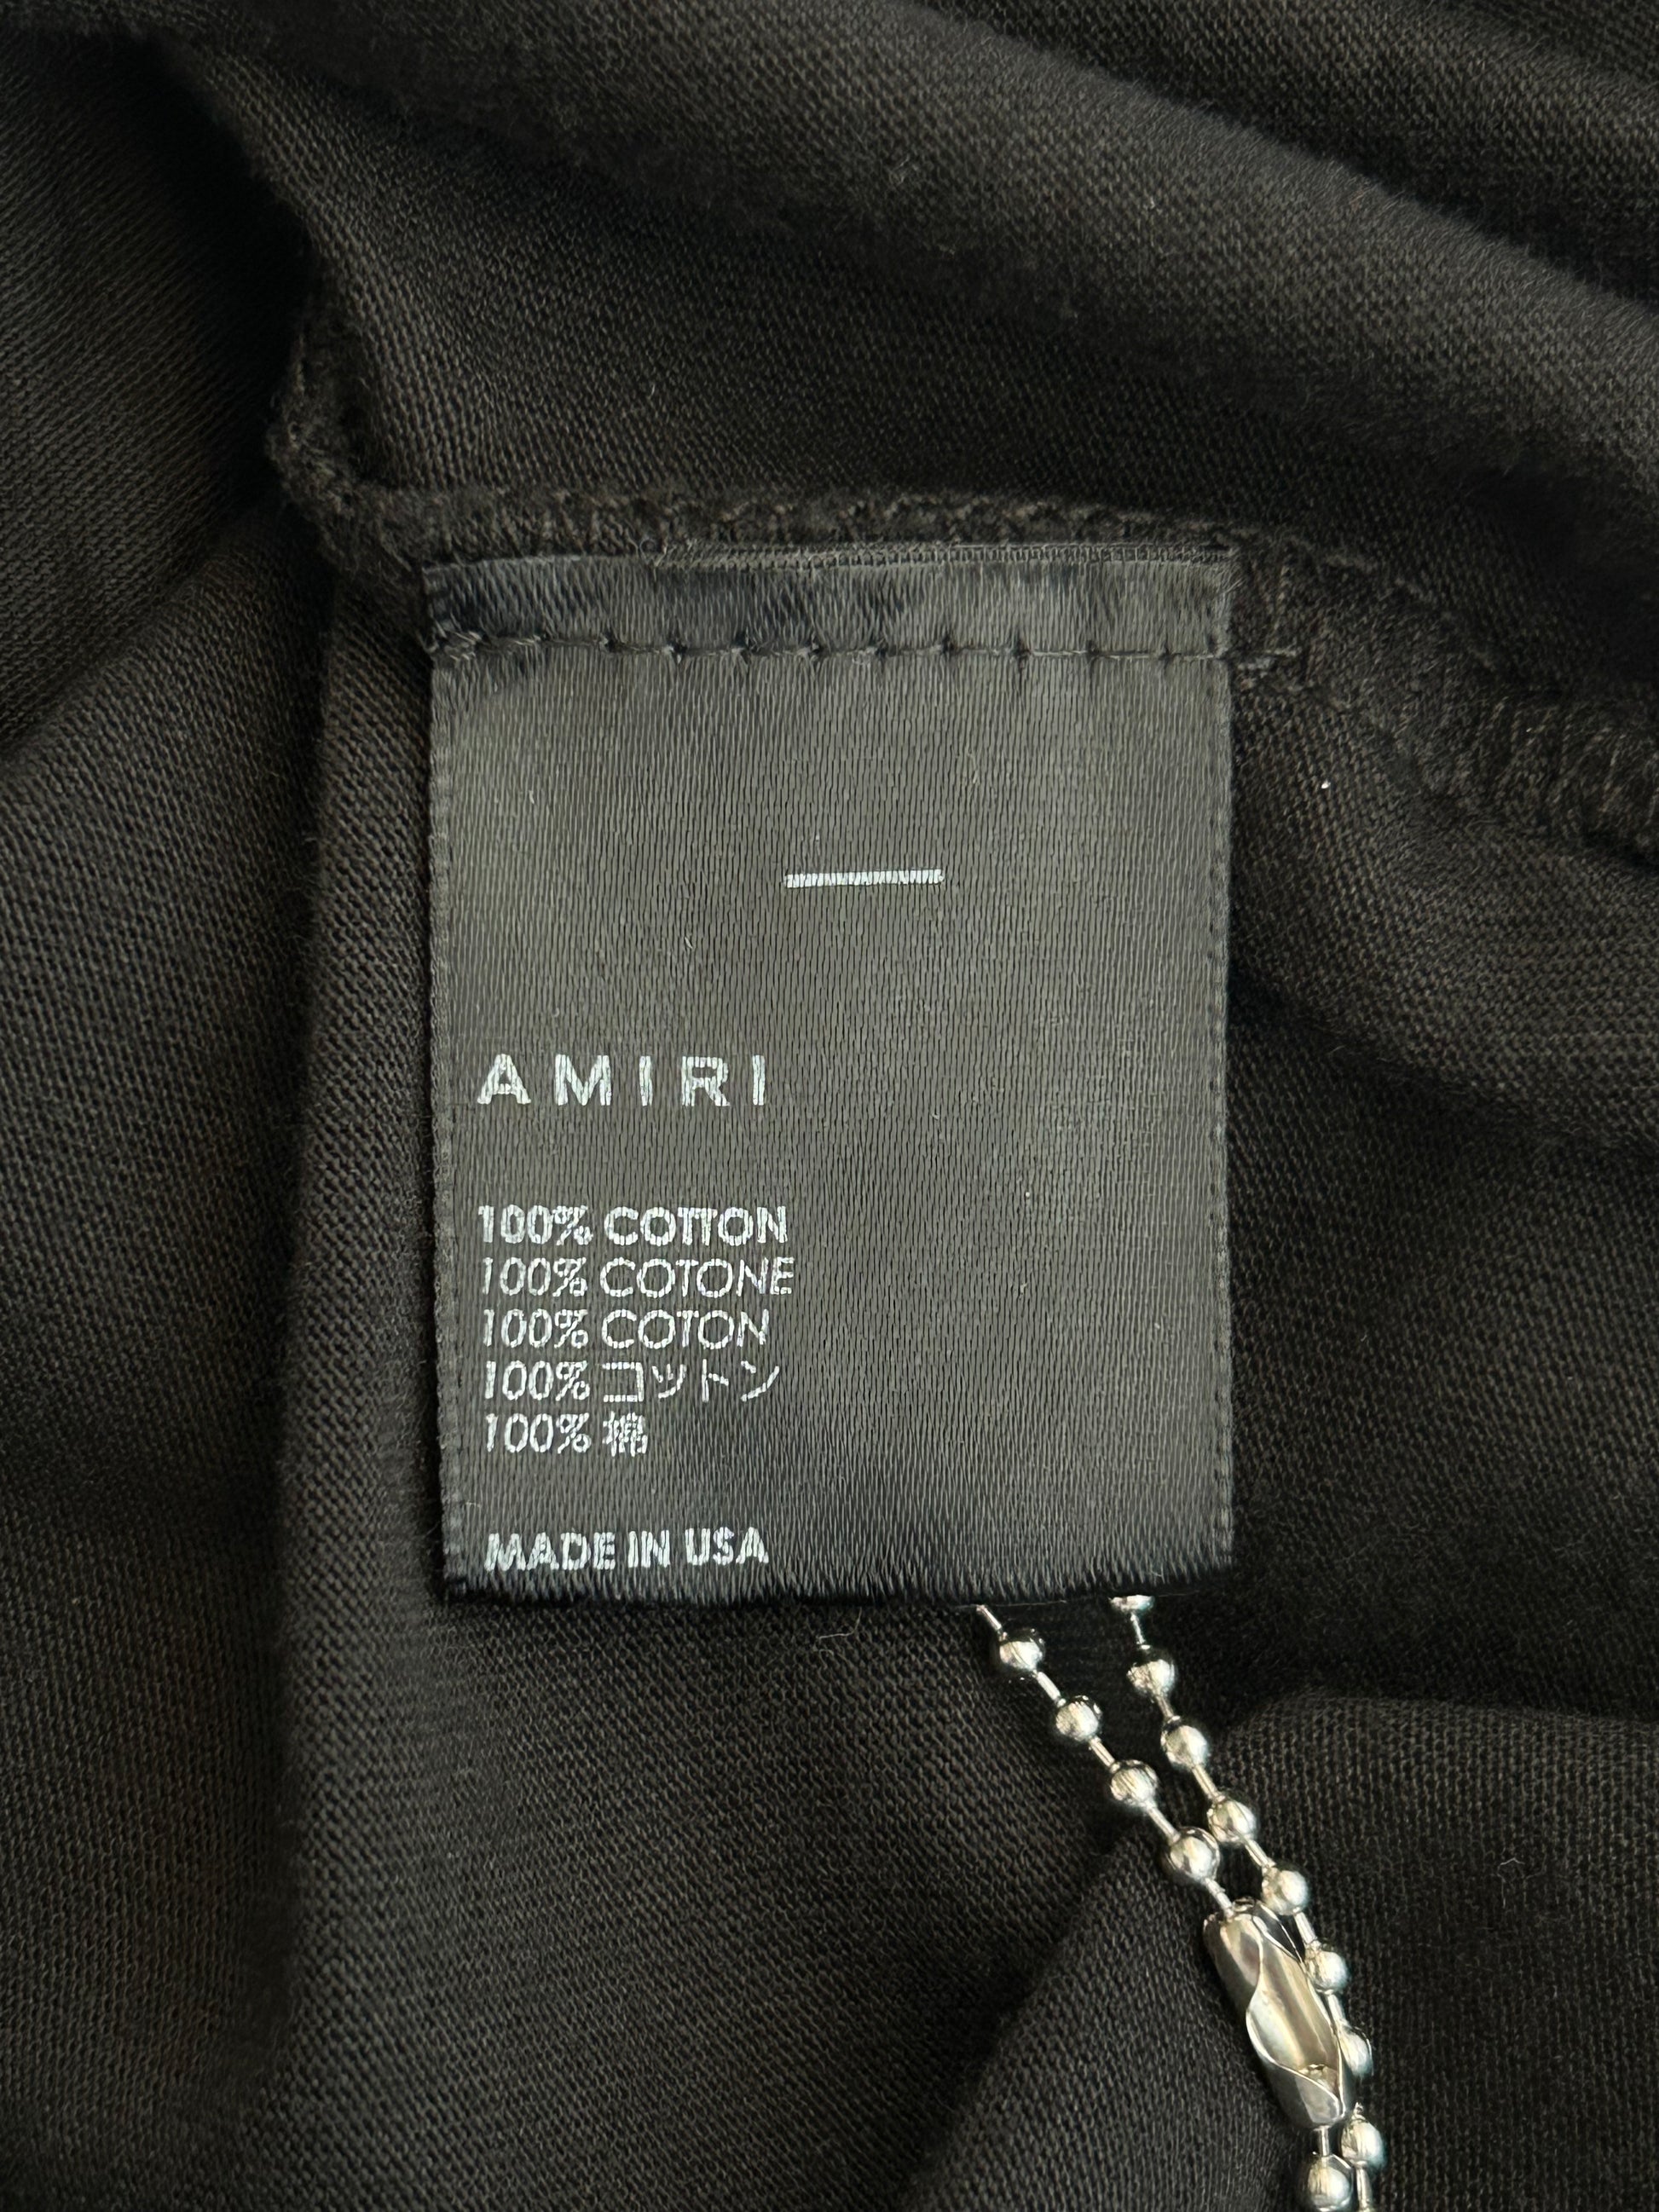 AMIRI
100% COTTON
100% COTONE
100% COTON
100% コットン
100% 棉
MADE IN USA